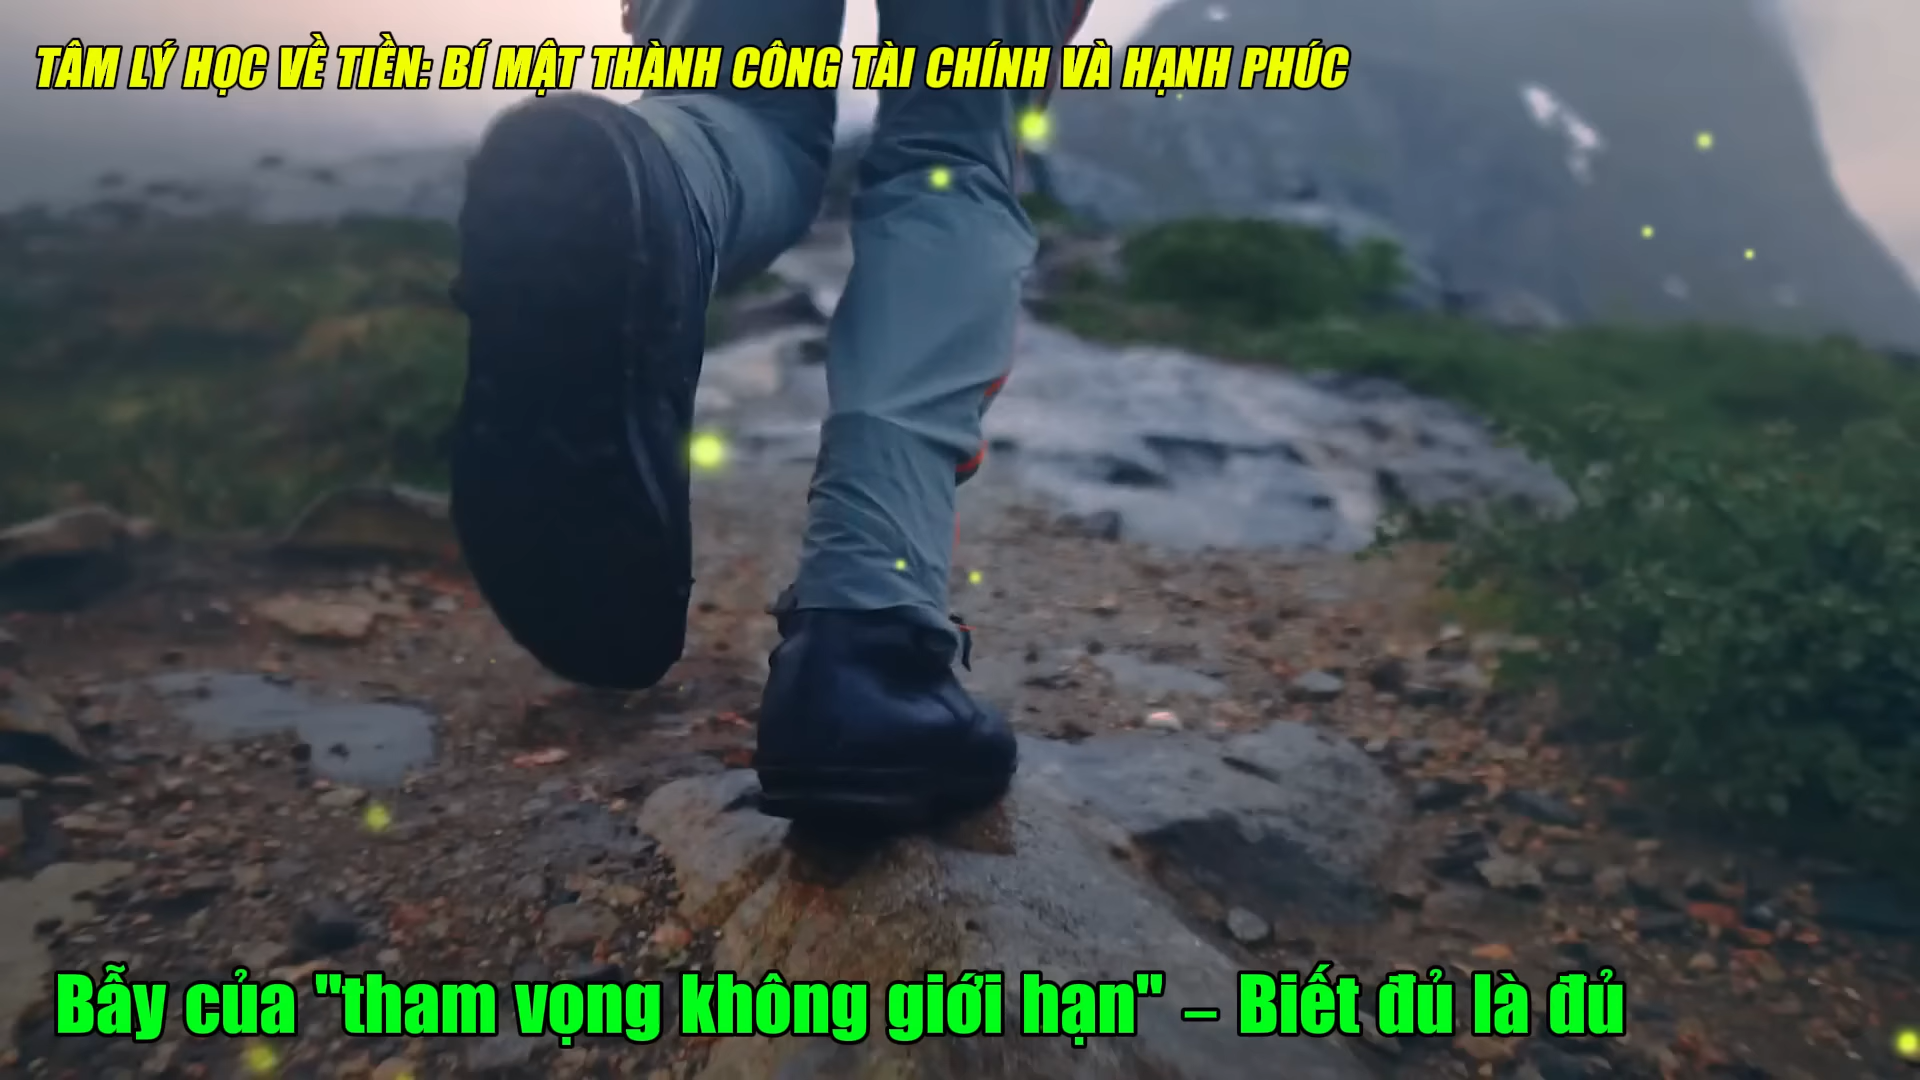 TÂM LÝ HỌC VỀ TIỀN: BÍ MẬT THÀNH CÔNG TÀI CHÍNH VÀ HẠNH PHÚC
Bẫy của "tham vọng không giới hạn" – Biết đủ là đủ